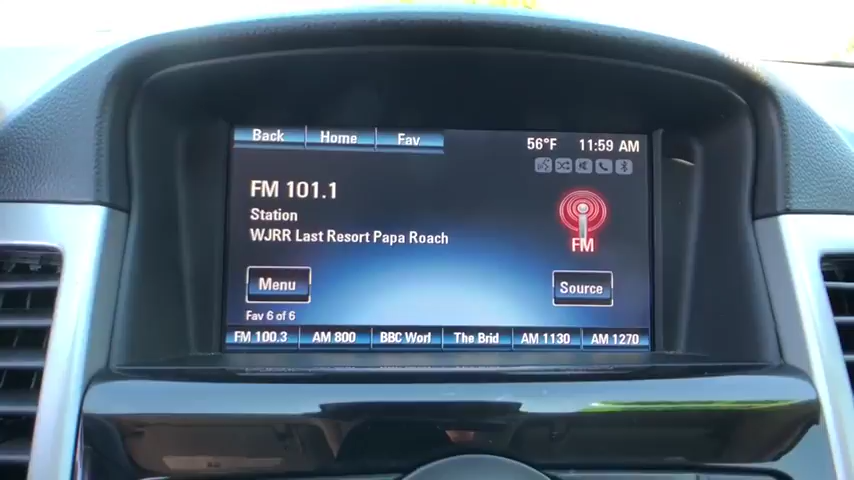 Back Home Fav 56°F 11:59 AM
FM 101.1
Station
WJRR Last Resort Papa Roach
FM
Menu Source
Fav 6 of 6
FM 100.3 AM 800 BBC Worl The Brid AM 1130 AM 1270